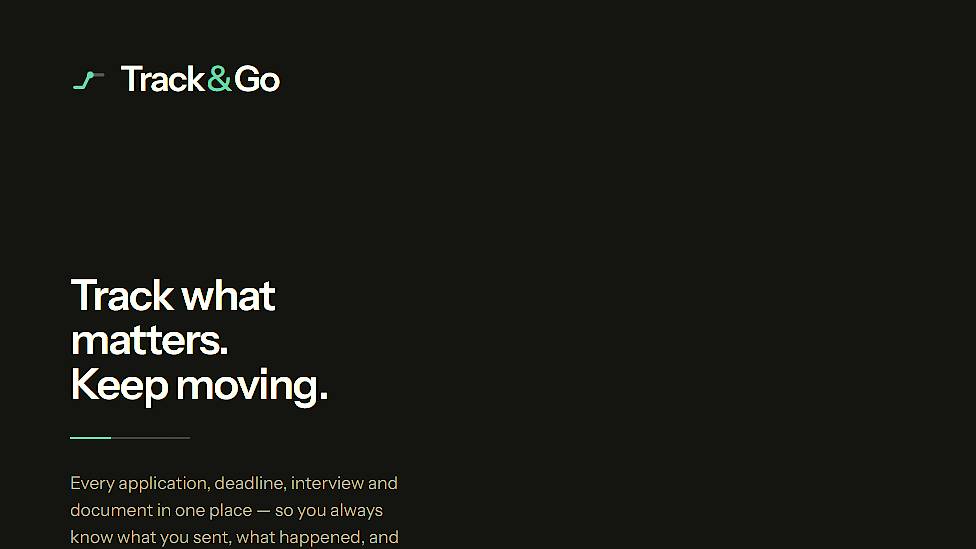 Track&Go
Track what
matters.
Keep moving.
Every application, deadline, interview and
document in one place — so you always
know what you sent, what happened, and